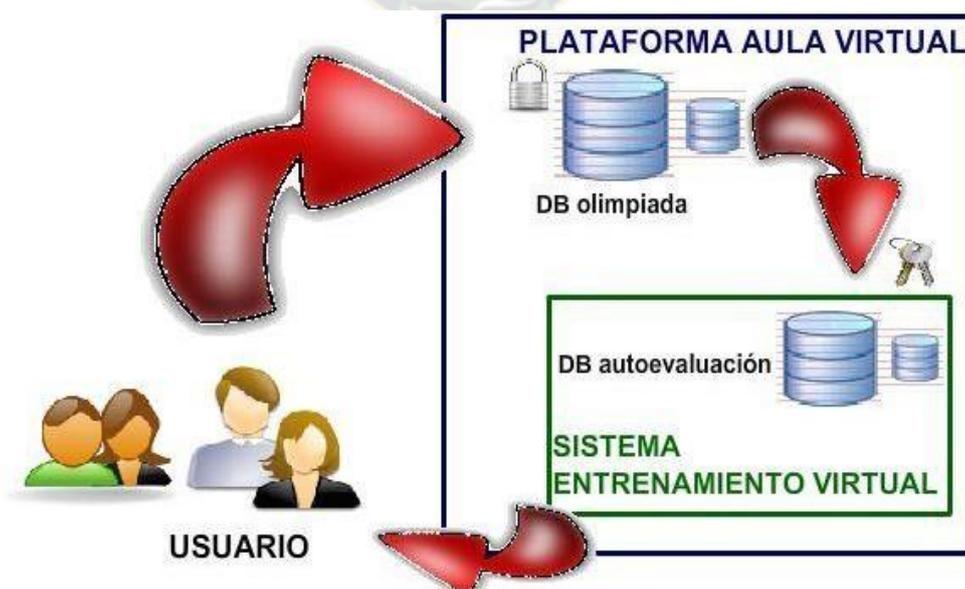 PLATAFORMA AULA VIRTUAL
DB olimpiada
DB autoevaluación
SISTEMA
ENTRENAMIENTO VIRTUAL
USUARIO